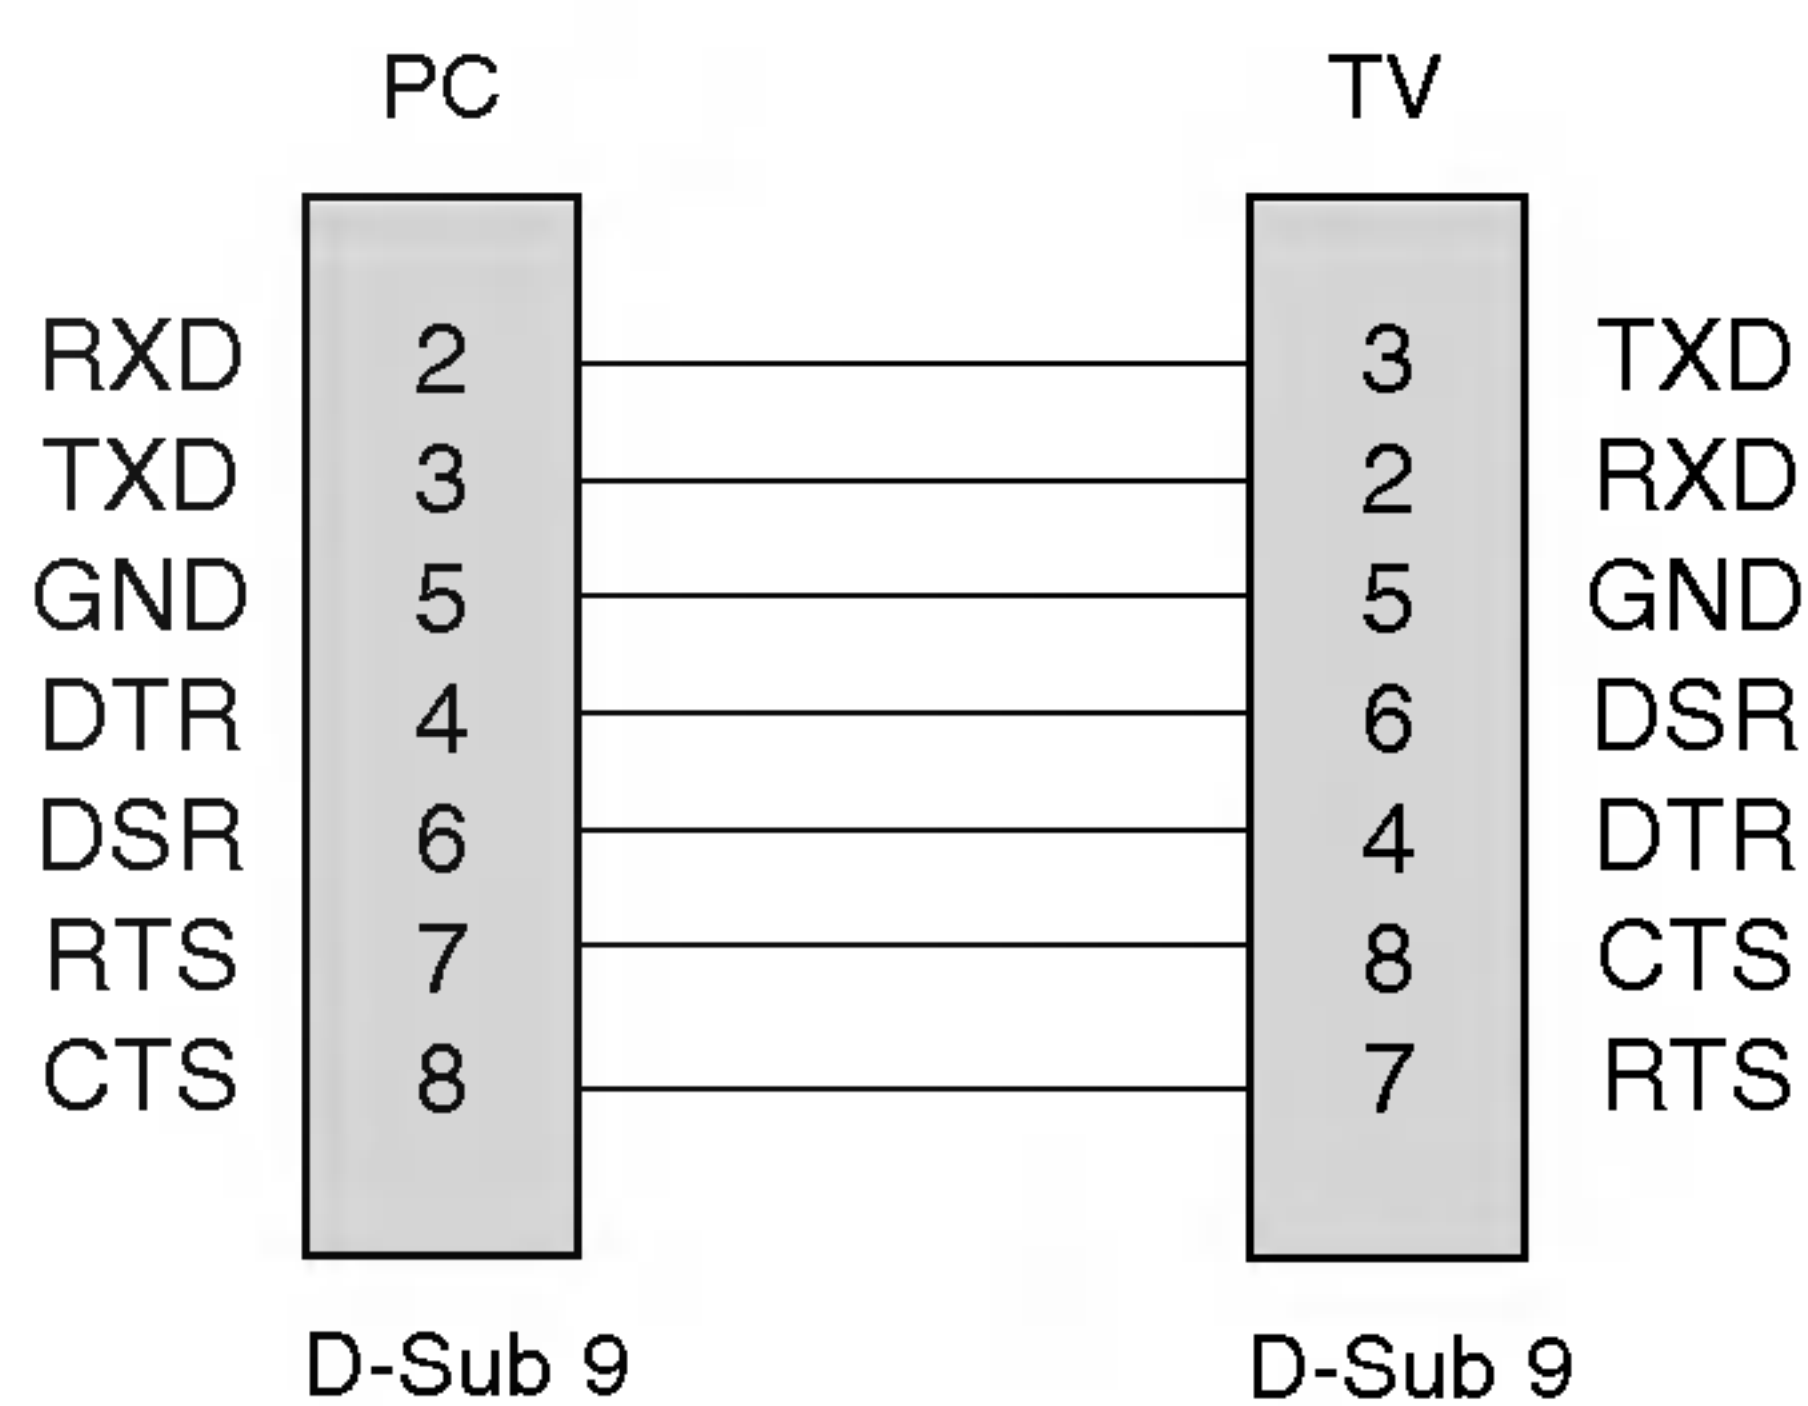 PC TV
RXD 2 3 TXD
TXD 3 2 RXD
GND 5 5 GND
DTR 4 6 DSR
DSR 6 4 DTR
RTS 7 8 CTS
CTS 8 7 RTS
D-Sub 9 D-Sub 9